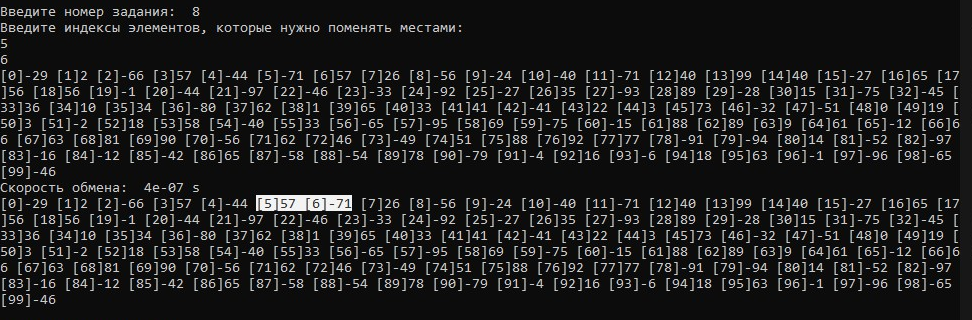 Введите номер задания:  8
Введите индексы элементов, которые нужно поменять местами:
5
6
[0]-29 [1]2 [2]-66 [3]57 [4]-44 [5]-71 [6]57 [7]26 [8]-56 [9]-24 [10]-40 [11]-71 [12]40 [13]99 [14]40 [15]-27 [16]65 [17
]56 [18]56 [19]-1 [20]-44 [21]-97 [22]-46 [23]-33 [24]-92 [25]-27 [26]35 [27]-93 [28]89 [29]-28 [30]15 [31]-75 [32]-45 [
33]36 [34]10 [35]34 [36]-80 [37]62 [38]1 [39]65 [40]33 [41]41 [42]-41 [43]22 [44]3 [45]73 [46]-32 [47]-51 [48]0 [49]19 [
50]3 [51]-2 [52]18 [53]58 [54]-40 [55]33 [56]-65 [57]-95 [58]69 [59]-75 [60]-15 [61]88 [62]89 [63]9 [64]61 [65]-12 [66]6
6 [67]63 [68]81 [69]90 [70]-56 [71]62 [72]46 [73]-49 [74]51 [75]88 [76]92 [77]77 [78]-91 [79]-94 [80]14 [81]-52 [82]-97
[83]-16 [84]-12 [85]-42 [86]65 [87]-58 [88]-54 [89]78 [90]-79 [91]-4 [92]16 [93]-6 [94]18 [95]63 [96]-1 [97]-96 [98]-65
[99]-46
Скорость обмена:  4e-07 s
[0]-29 [1]2 [2]-66 [3]57 [4]-44 [5]57 [6]-71 [7]26 [8]-56 [9]-24 [10]-40 [11]-71 [12]40 [13]99 [14]40 [15]-27 [16]65 [17
]56 [18]56 [19]-1 [20]-44 [21]-97 [22]-46 [23]-33 [24]-92 [25]-27 [26]35 [27]-93 [28]89 [29]-28 [30]15 [31]-75 [32]-45 [
33]36 [34]10 [35]34 [36]-80 [37]62 [38]1 [39]65 [40]33 [41]41 [42]-41 [43]22 [44]3 [45]73 [46]-32 [47]-51 [48]0 [49]19 [
50]3 [51]-2 [52]18 [53]58 [54]-40 [55]33 [56]-65 [57]-95 [58]69 [59]-75 [60]-15 [61]88 [62]89 [63]9 [64]61 [65]-12 [66]6
6 [67]63 [68]81 [69]90 [70]-56 [71]62 [72]46 [73]-49 [74]51 [75]88 [76]92 [77]77 [78]-91 [79]-94 [80]14 [81]-52 [82]-97
[83]-16 [84]-12 [85]-42 [86]65 [87]-58 [88]-54 [89]78 [90]-79 [91]-4 [92]16 [93]-6 [94]18 [95]63 [96]-1 [97]-96 [98]-65
[99]-46